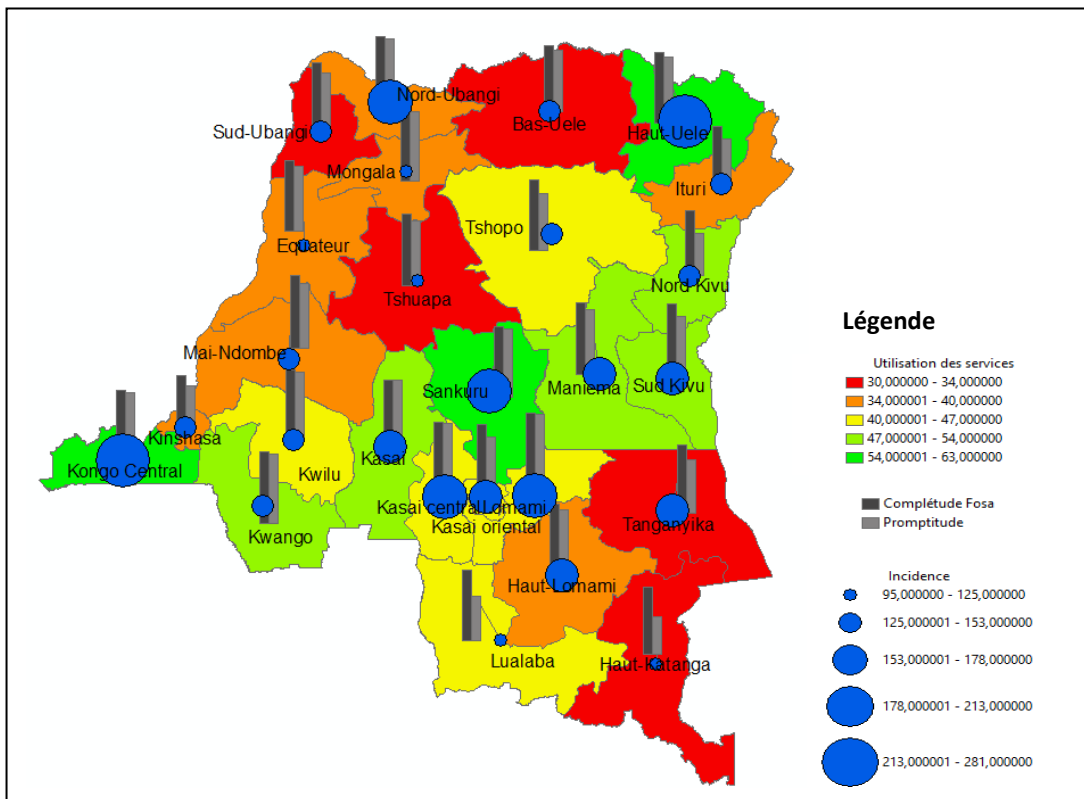 Nord-Ubangi
Bas-Uele
Haut-Uele
Sud-Ubangi
Mongala
Ituri
Tshopo
Equateur
Nord Kivu
Tshuapa
Mai-Ndombe
Sankuru
Maniema
Sud Kivu
Kinshasa
Kongo Central
Kwilu
Kasai
Kasai central
Lomami
Kasai oriental
Kwango
Tanganyika
Haut-Lomami
Lualaba
Haut-Katanga
Légende
Utilisation des services
30,000000 - 34,000000
34,000001 - 40,000000
40,000001 - 47,000000
47,000001 - 54,000000
54,000001 - 63,000000
Complétude Fosa
Promptitude
Incidence
95,000000 - 125,000000
125,000001 - 153,000000
153,000001 - 178,000000
178,000001 - 213,000000
213,000001 - 281,000000